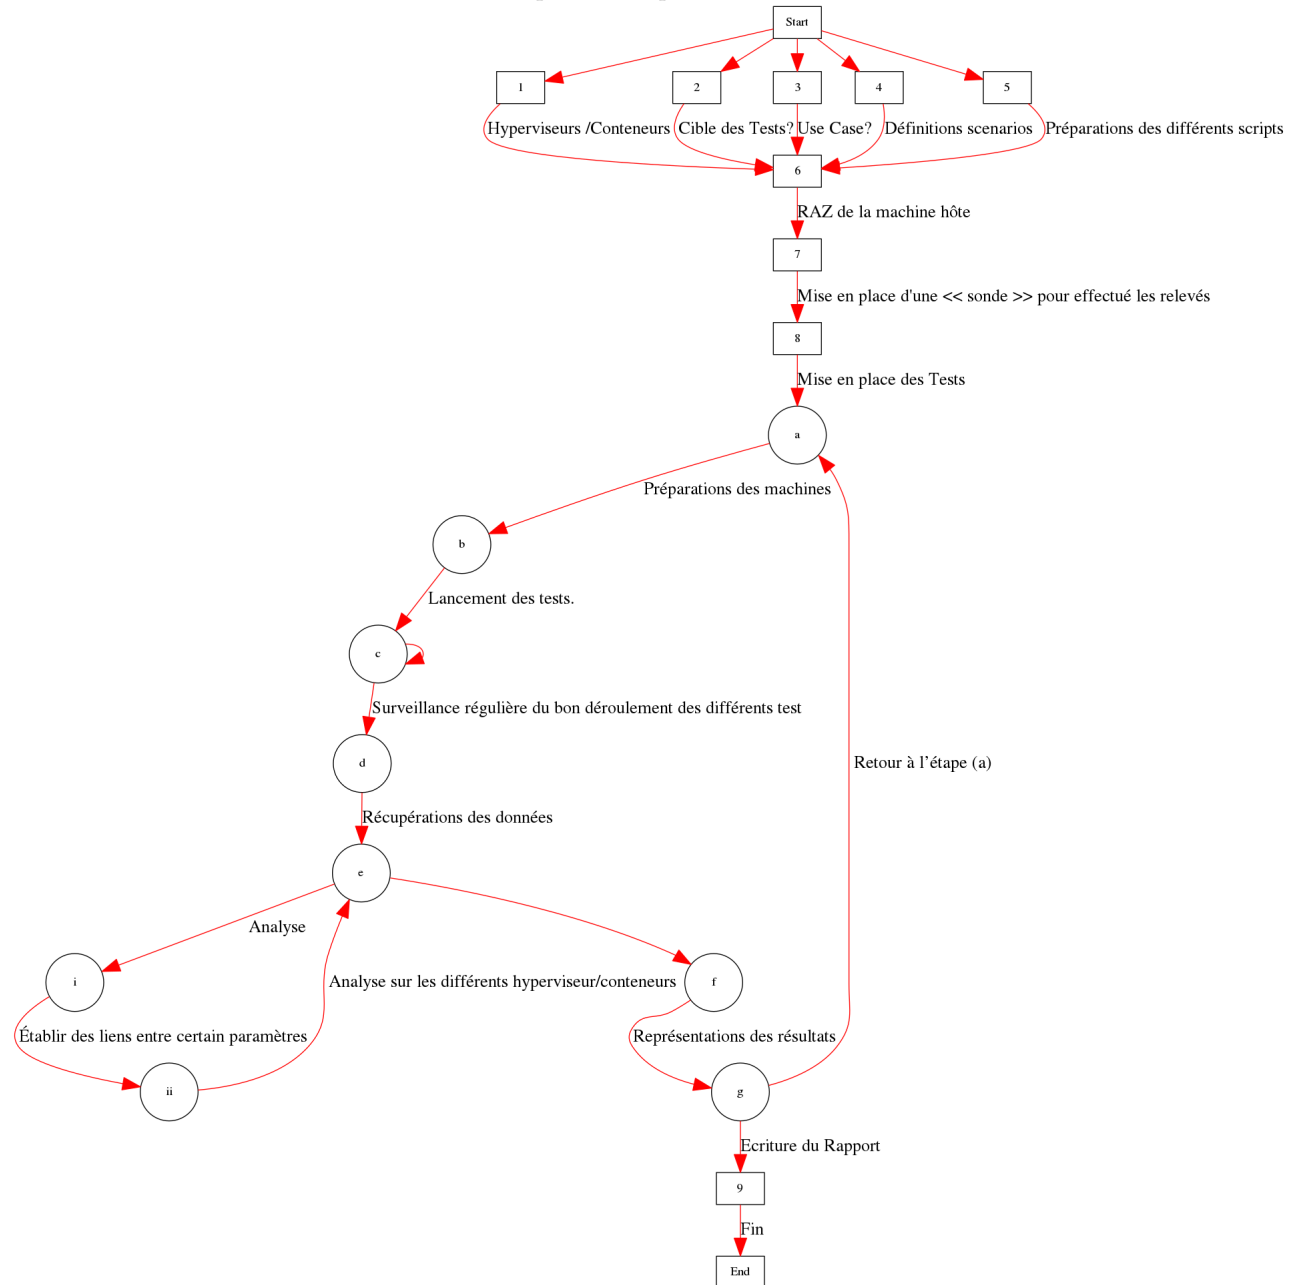 Start
1
2
3
4
5
Hyperviseurs /Conteneurs
Cible des Tests?
Use Case?
Définitions scenarios
Préparations des différents scripts
6
RAZ de la machine hôte
7
Mise en place d'une << sonde >> pour effectué les relevés
8
Mise en place des Tests
a
Préparations des machines
b
Lancement des tests.
c
Surveillance régulière du bon déroulement des différents test
d
Retour à l’étape (a)
Récupérations des données
e
Analyse
i
Analyse sur les différents hyperviseur/conteneurs
f
Établir des liens entre certain paramètres
Représentations des résultats
ii
g
Ecriture du Rapport
9
Fin
End